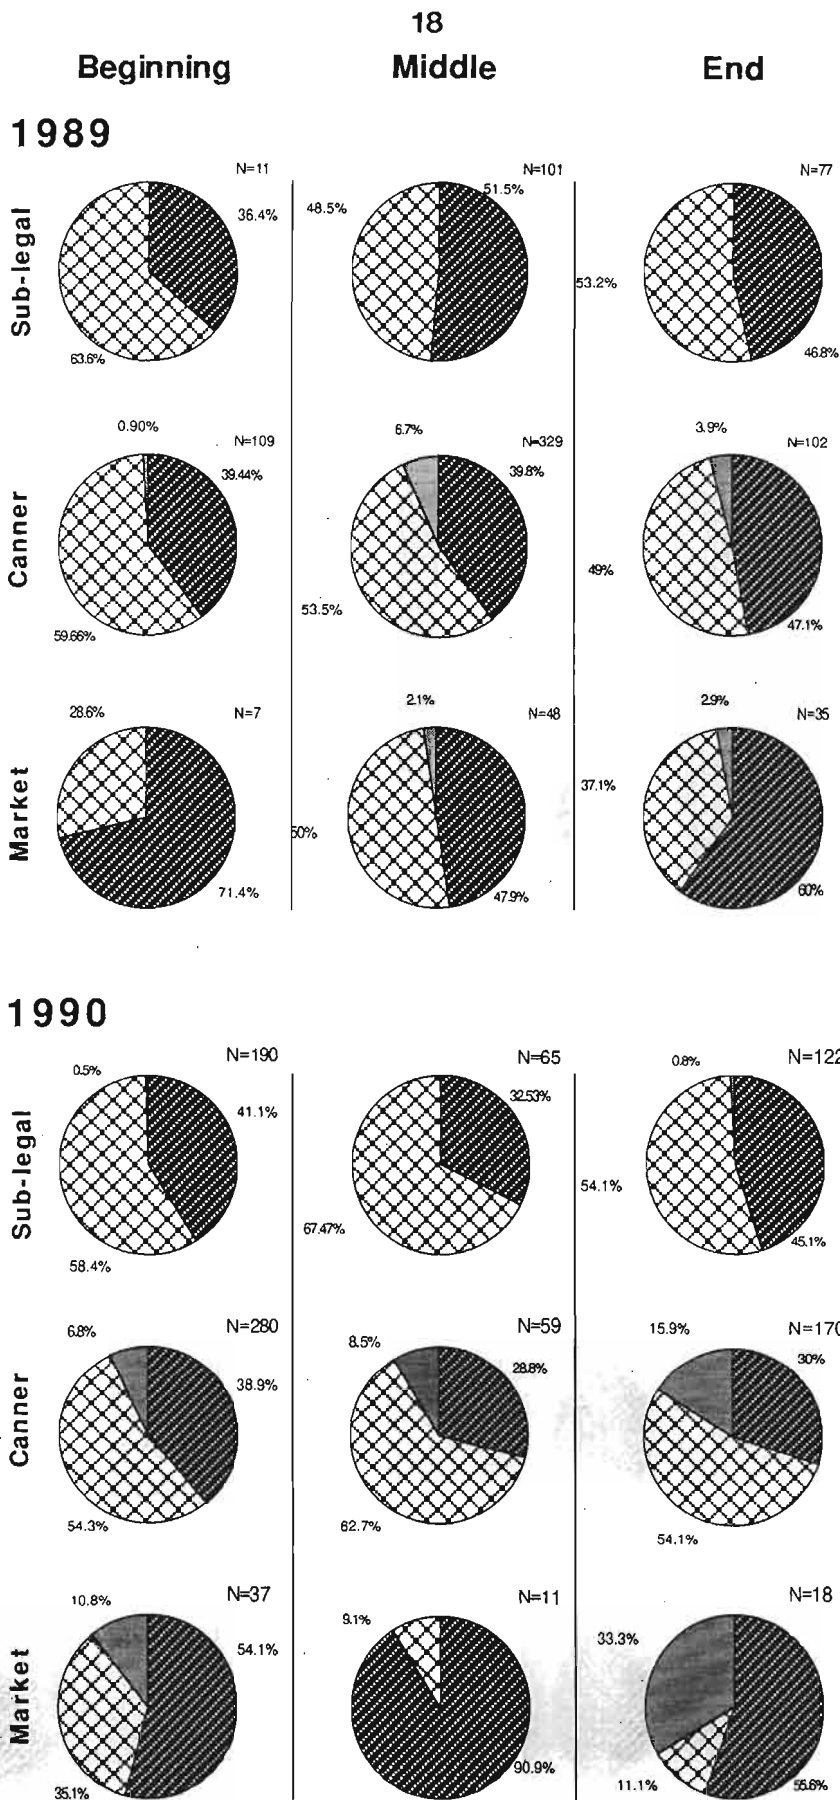 18
Beginning Middle End
1989
Sub-legal
N=11
36.4%
63.6%
N=101
51.5%
48.5%
N=77
53.2%
46.8%
Canner
0.90%
N=109
39.44%
59.66%
6.7%
N=329
39.8%
53.5%
3.9%
N=102
49%
47.1%
Market
28.6%
N=7
71.4%
2.1%
N=48
50%
47.9%
2.9%
N=35
37.1%
60%
1990
Sub-legal
0.5%
N=190
41.1%
58.4%
N=65
32.53%
67.47%
0.8%
N=122
54.1%
45.1%
Canner
6.8%
N=280
38.9%
54.3%
8.5%
N=59
28.8%
62.7%
15.9%
N=170
30%
54.1%
Market
10.8%
N=37
54.1%
35.1%
9.1%
N=11
90.9%
N=18
33.3%
11.1%
55.6%